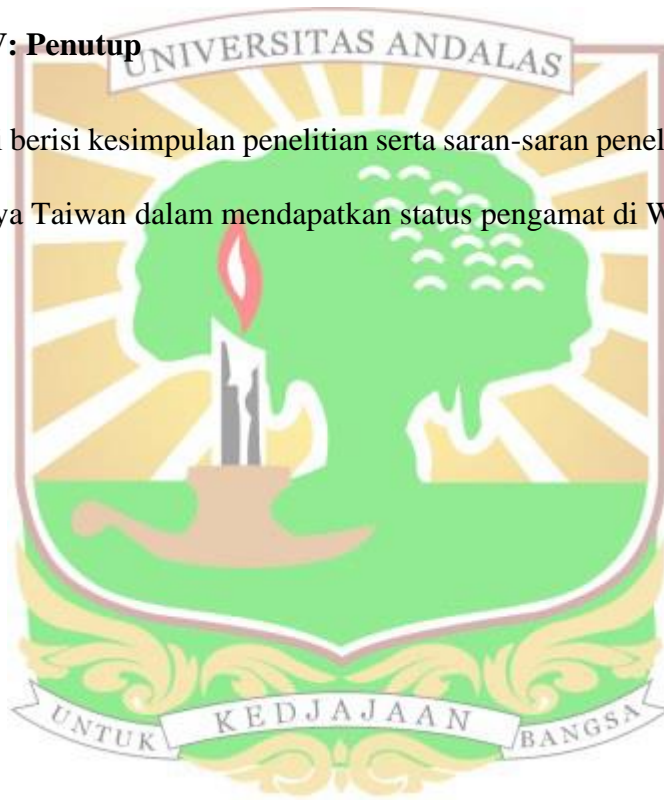 V: Penutup
UNIVERSITAS ANDALAS
berisi kesimpulan penelitian serta saran-saran
Taiwan dalam mendapatkan status pengamat di
UNTUK KEDJAJAAN BANGSA